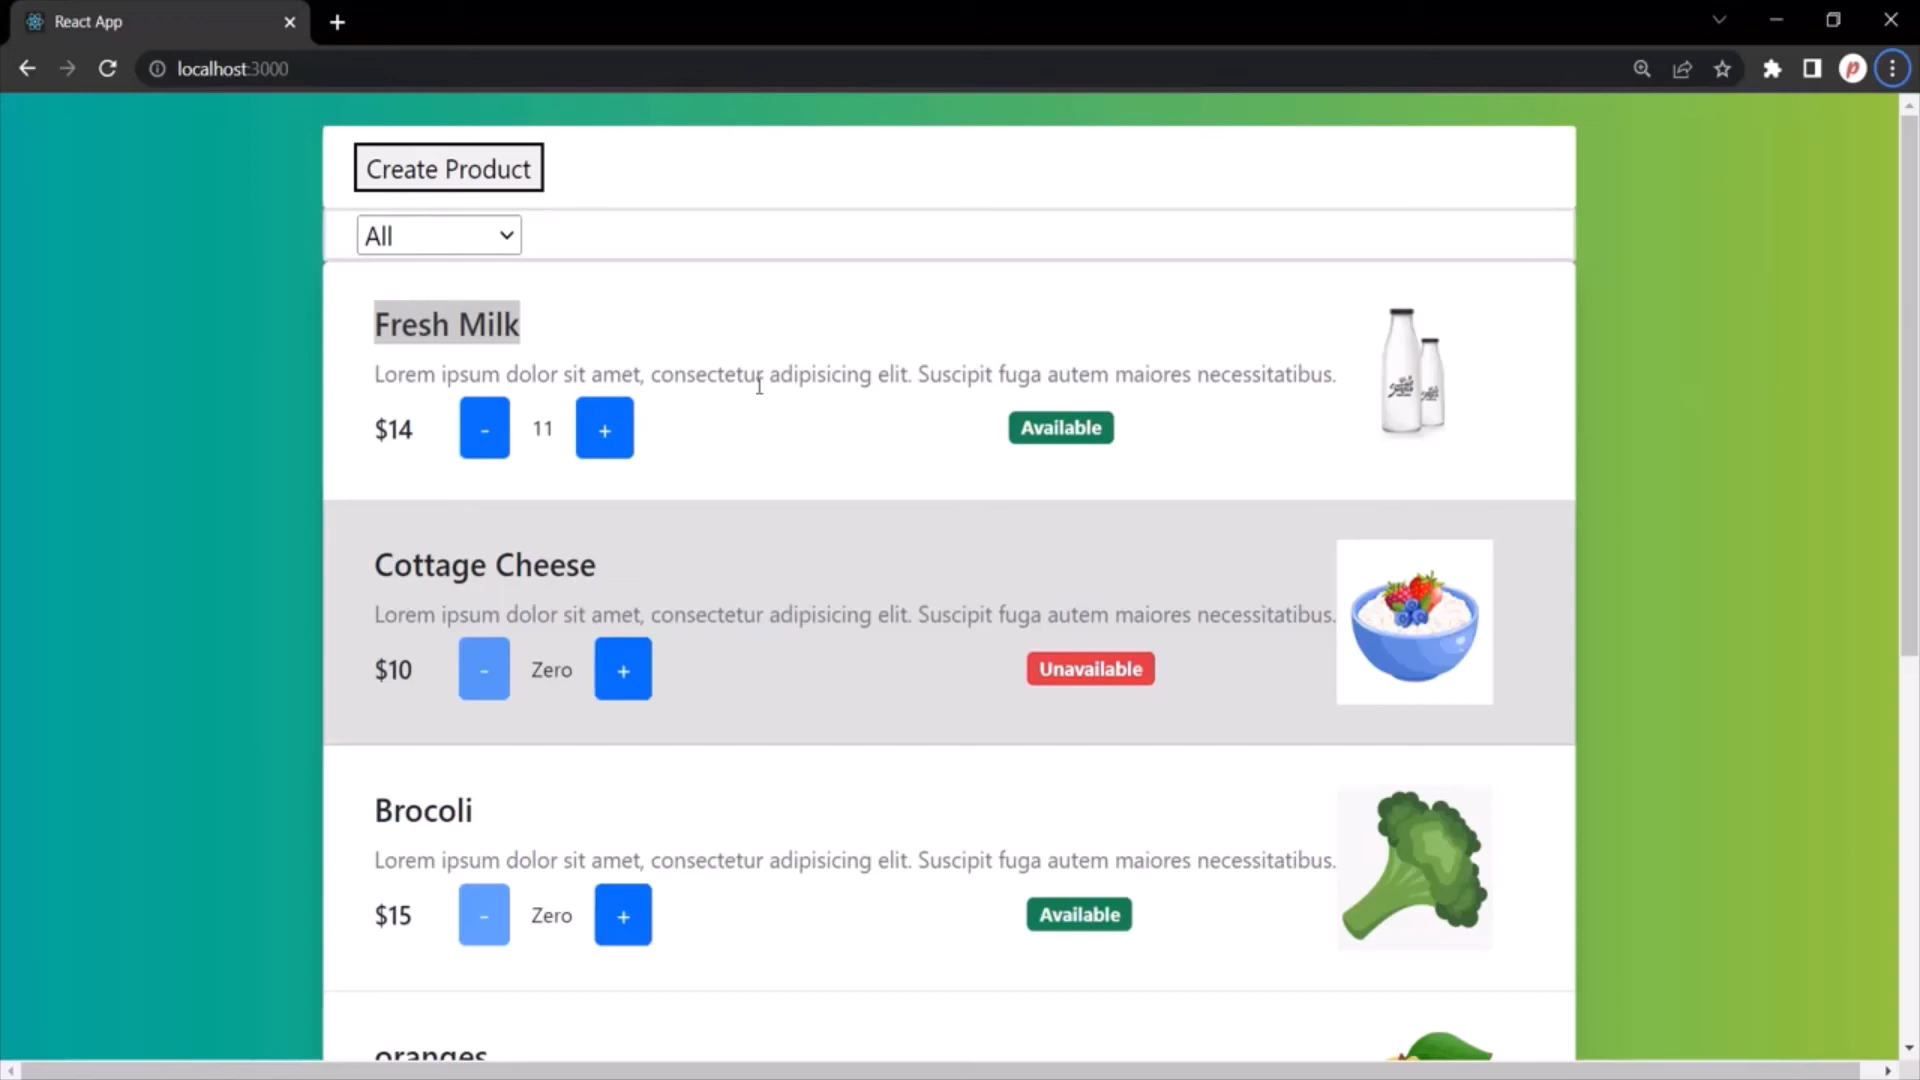 React App
localhost:3000
Create Product
All
Fresh Milk
Lorem ipsum dolor sit amet, consectetur adipisicing elit. Suscipit fuga autem maiores necessitatibus.
$14 - 11 + Available
Cottage Cheese
Lorem ipsum dolor sit amet, consectetur adipisicing elit. Suscipit fuga autem maiores necessitatibus.
$10 - Zero + Unavailable
Brocoli
Lorem ipsum dolor sit amet, consectetur adipisicing elit. Suscipit fuga autem maiores necessitatibus.
$15 - Zero + Available
oranges